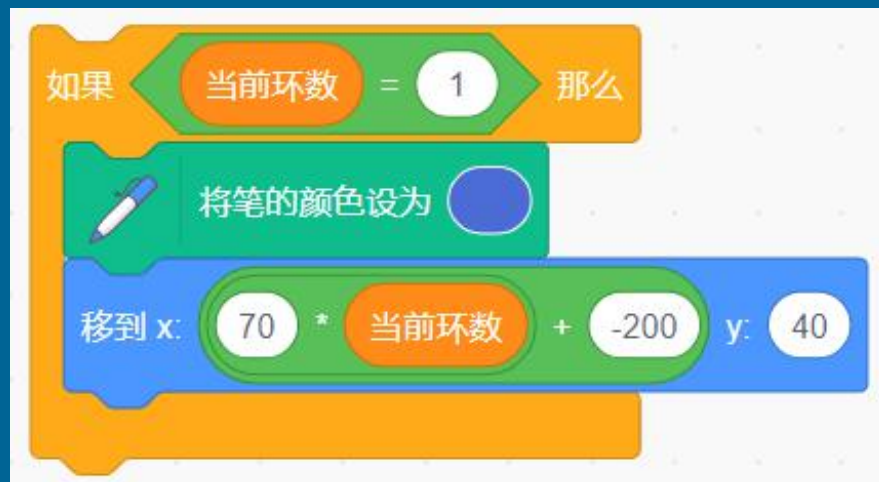 如果 当前环数 = 1 那么
将笔的颜色设为
移到 x: 70 * 当前环数 + -200 y: 40